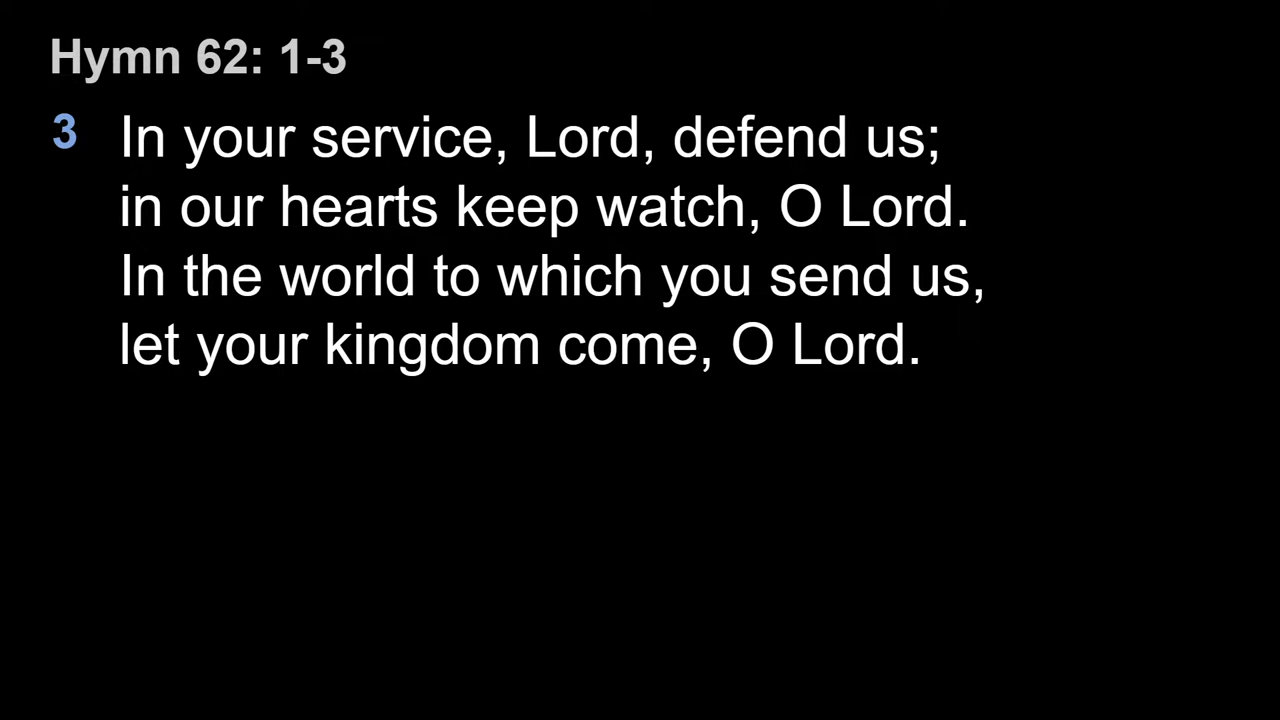 Hymn 62: 1-3
3 In your service, Lord, defend us;
in our hearts keep watch, O Lord.
In the world to which you send us,
let your kingdom come, O Lord.